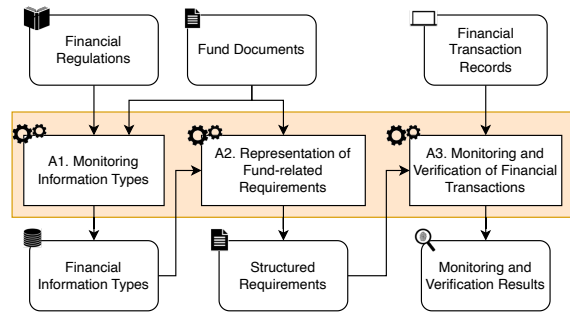 Financial
Regulations
Fund Documents
Financial
Transaction
Records
A1. Monitoring
Information Types
A2. Representation of
Fund-related
Requirements
A3. Monitoring and
Verification of Financial
Transactions
Financial
Information Types
Structured
Requirements
Monitoring and
Verification Results